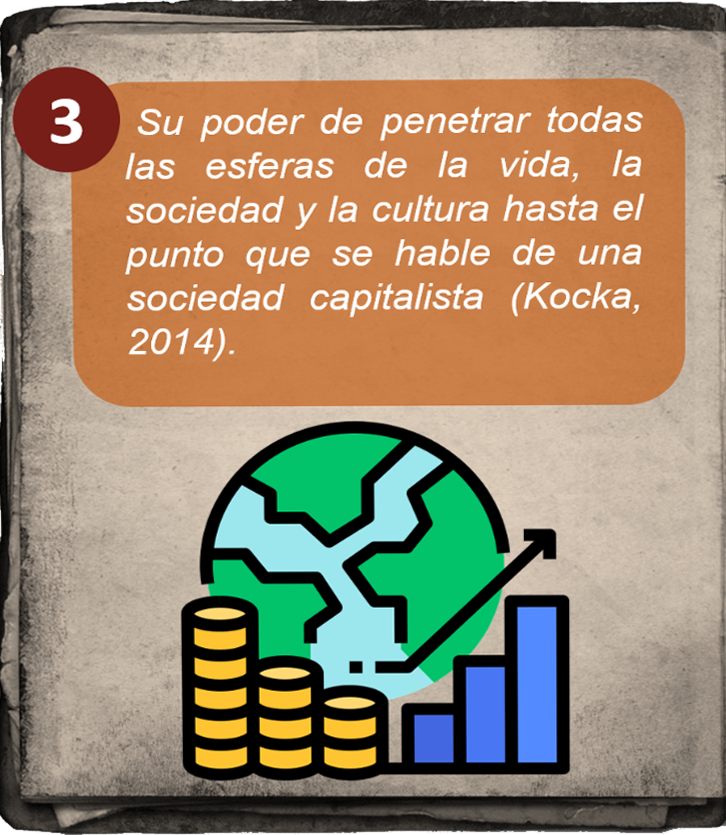 3
Su poder de penetrar todas
las esferas de la vida, la
sociedad y la cultura hasta el
punto que se hable de una
sociedad capitalista (Kocka,
2014).